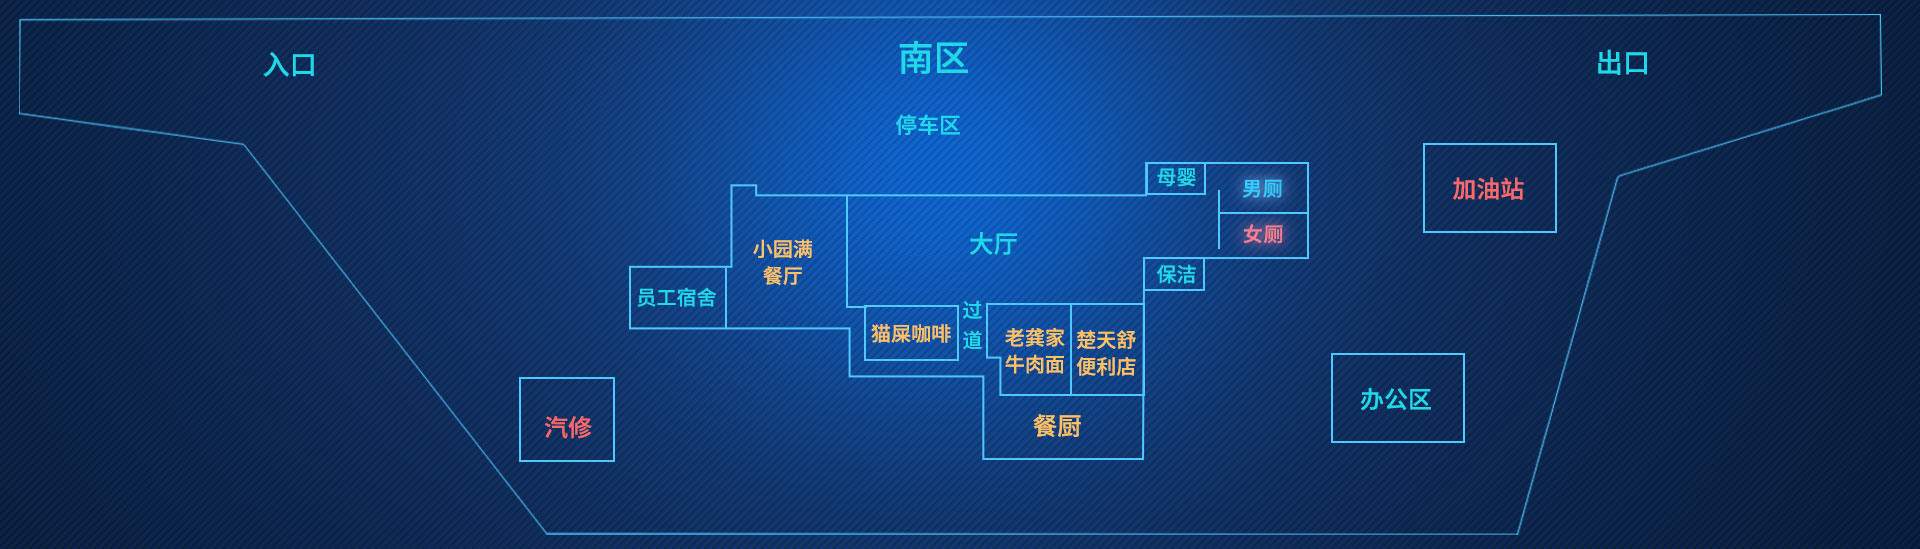 南区
入口
出口
停车区
母婴
男厕
加油站
女厕
大厅
小园满
餐厅
保洁
员工宿舍
过
道
猫屎咖啡
老龚家
牛肉面
楚天舒
便利店
办公区
汽修
餐厨